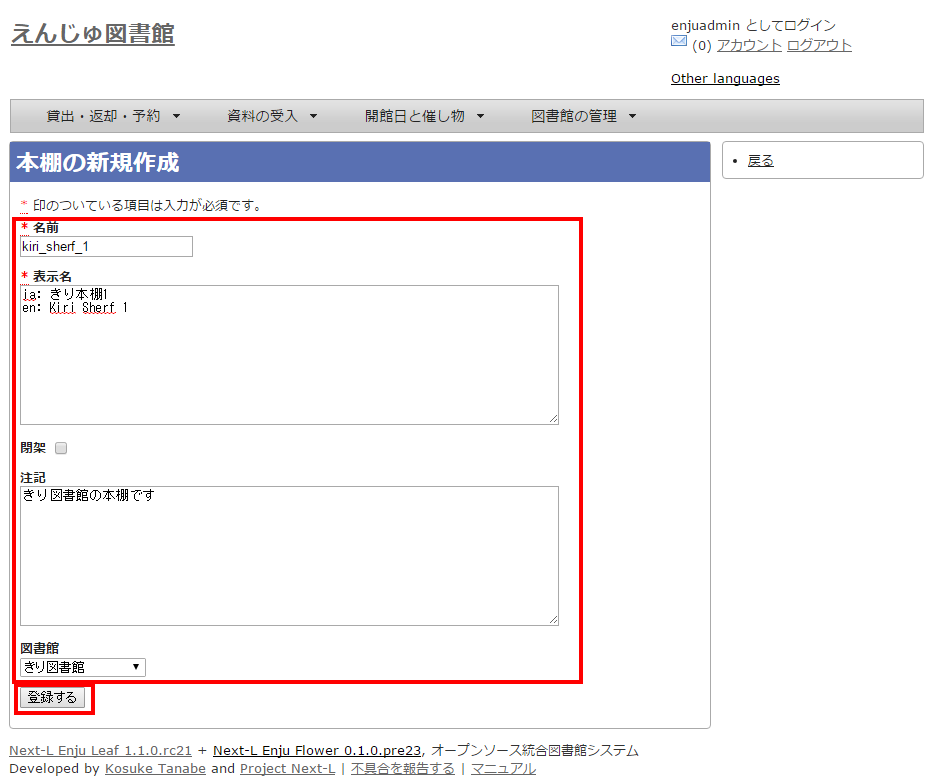 えんじゅ図書館
enjuadmin としてログイン
(0) アカウント ログアウト
Other languages
貸出・返却・予約 ▼ 資料の受入 ▼ 開館日と催し物 ▼ 図書館の管理 ▼
本棚の新規作成
• 戻る
* 印のついている項目は入力が必須です。
* 名前
kiri_sherf_1
* 表示名
ja: きり本棚1
en: Kiri Sherf 1
閉架
注記
きり図書館の本棚です
図書館
きり図書館 ▼
登録する
Next-L Enju Leaf 1.1.0.rc21 + Next-L Enju Flower 0.1.0.pre23, オープンソース統合図書館システム
Developed by Kosuke Tanabe and Project Next-L | 不具合を報告する | マニュアル